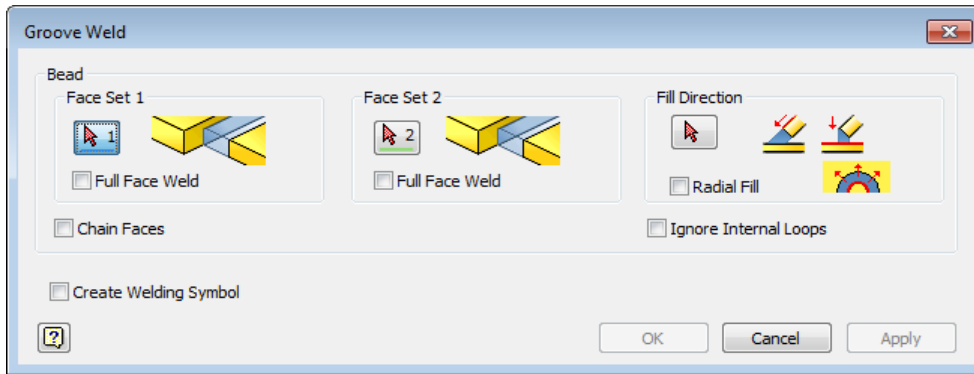 Groove Weld
Bead
Face Set 1
Face Set 2
Fill Direction
1
2
Full Face Weld
Full Face Weld
Radial Fill
Chain Faces
Ignore Internal Loops
Create Welding Symbol
?
OK
Cancel
Apply